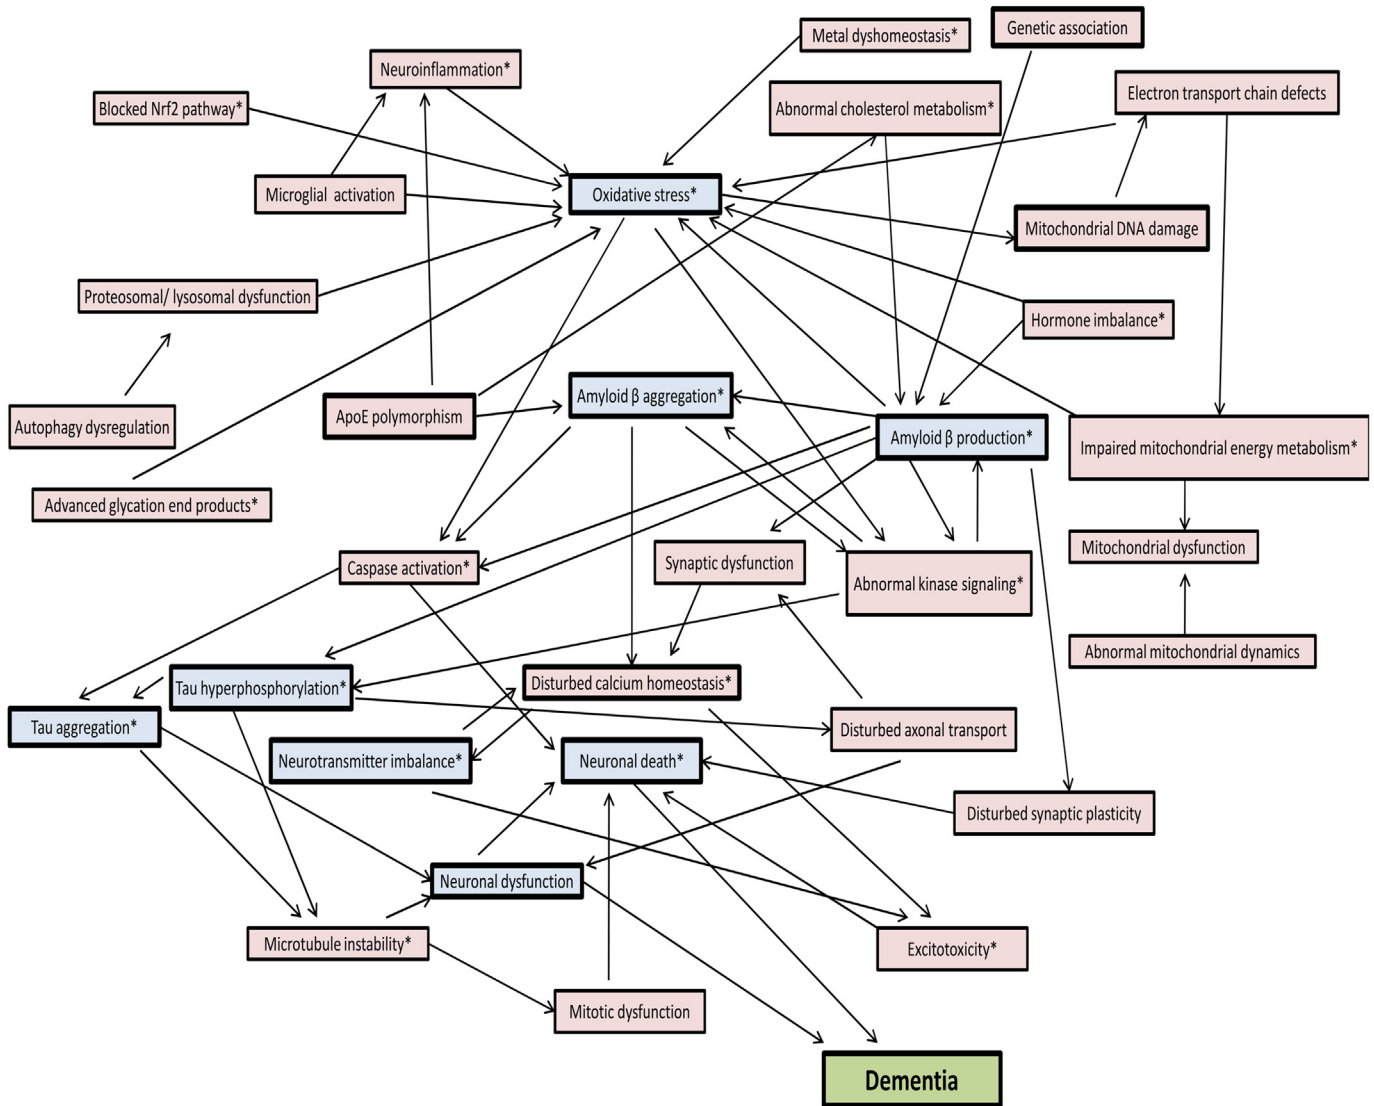 Metal dyshomeostasis*
Genetic association
Neuroinflammation*
Electron transport chain defects
Blocked Nrf2 pathway*
Abnormal cholesterol metabolism*
Microglial activation
Oxidative stress*
Mitochondrial DNA damage
Proteosomal/ lysosomal dysfunction
Hormone imbalance*
Amyloid β aggregation*
Autophagy dysregulation
ApoE polymorphism
Amyloid β production*
Impaired mitochondrial energy metabolism*
Advanced glycation end products*
Mitochondrial dysfunction
Caspase activation*
Synaptic dysfunction
Abnormal kinase signaling*
Abnormal mitochondrial dynamics
Tau hyperphosphorylation*
Disturbed calcium homeostasis*
Tau aggregation*
Disturbed axonal transport
Neurotransmitter imbalance*
Neuronal death*
Disturbed synaptic plasticity
Neuronal dysfunction
Microtubule instability*
Excitotoxicity*
Mitotic dysfunction
Dementia